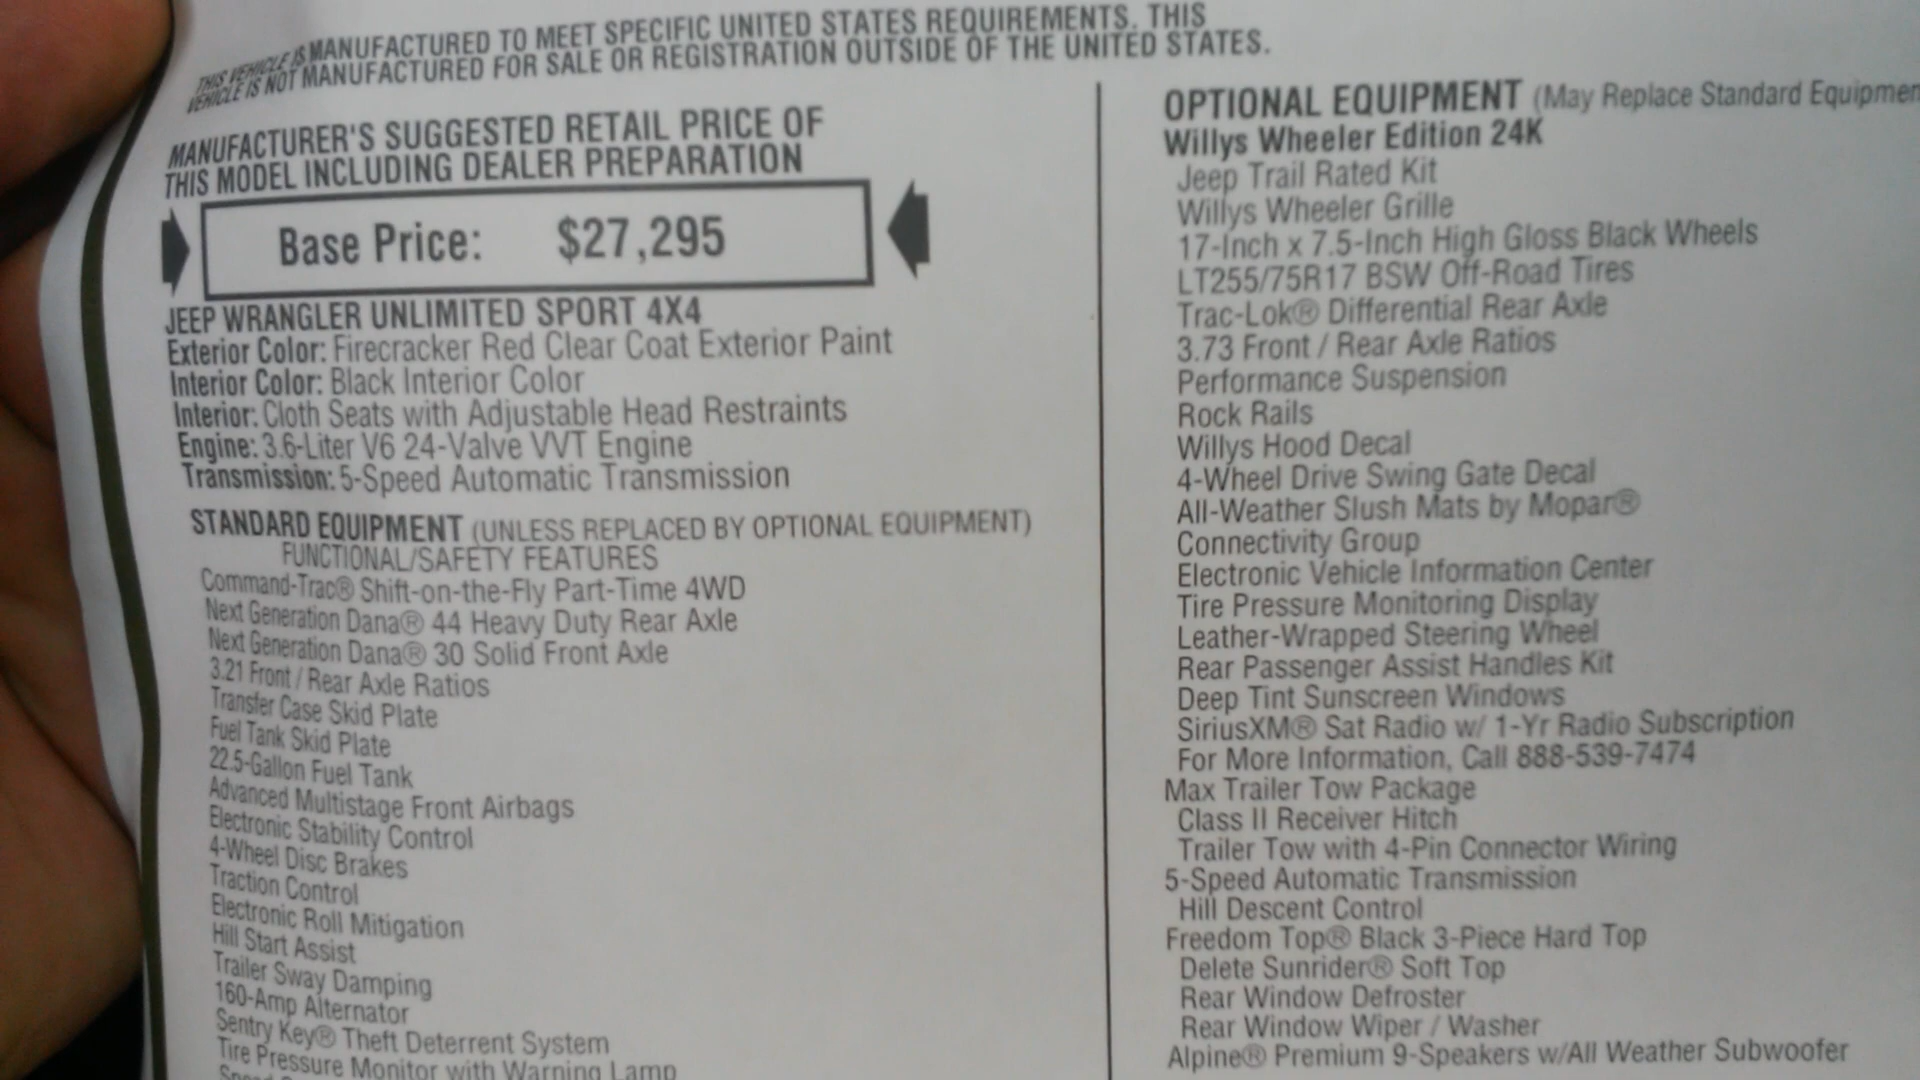 THIS VEHICLE IS MANUFACTURED TO MEET SPECIFIC UNITED STATES REQUIREMENTS. THIS
VEHICLE IS NOT MANUFACTURED FOR SALE OR REGISTRATION OUTSIDE OF THE UNITED STATES.
MANUFACTURER'S SUGGESTED RETAIL PRICE OF
THIS MODEL INCLUDING DEALER PREPARATION
Base Price: $27,295
JEEP WRANGLER UNLIMITED SPORT 4X4
Exterior Color: Firecracker Red Clear Coat Exterior Paint
Interior Color: Black Interior Color
Interior: Cloth Seats with Adjustable Head Restraints
Engine: 3.6-Liter V6 24-Valve VVT Engine
Transmission: 5-Speed Automatic Transmission
STANDARD EQUIPMENT (UNLESS REPLACED BY OPTIONAL EQUIPMENT)
FUNCTIONAL/SAFETY FEATURES
Command-Trac® Shift-on-the-Fly Part-Time 4WD
Next Generation Dana® 44 Heavy Duty Rear Axle
Next Generation Dana® 30 Solid Front Axle
3.21 Front / Rear Axle Ratios
Transfer Case Skid Plate
Fuel Tank Skid Plate
22.5-Gallon Fuel Tank
Advanced Multistage Front Airbags
Electronic Stability Control
4-Wheel Disc Brakes
Traction Control
Electronic Roll Mitigation
Hill Start Assist
Trailer Sway Damping
160-Amp Alternator
Sentry Key® Theft Deterrent System
Tire Pressure Monitor with Warning Lamp
OPTIONAL EQUIPMENT (May Replace Standard Equipmen
Willys Wheeler Edition 24K
Jeep Trail Rated Kit
Willys Wheeler Grille
17-Inch x 7.5-Inch High Gloss Black Wheels
LT255/75R17 BSW Off-Road Tires
Trac-Lok® Differential Rear Axle
3.73 Front / Rear Axle Ratios
Performance Suspension
Rock Rails
Willys Hood Decal
4-Wheel Drive Swing Gate Decal
All-Weather Slush Mats by Mopar®
Connectivity Group
Electronic Vehicle Information Center
Tire Pressure Monitoring Display
Leather-Wrapped Steering Wheel
Rear Passenger Assist Handles Kit
Deep Tint Sunscreen Windows
SiriusXM® Sat Radio w/ 1-Yr Radio Subscription
For More Information, Call 888-539-7474
Max Trailer Tow Package
Class II Receiver Hitch
Trailer Tow with 4-Pin Connector Wiring
5-Speed Automatic Transmission
Hill Descent Control
Freedom Top® Black 3-Piece Hard Top
Delete Sunrider® Soft Top
Rear Window Defroster
Rear Window Wiper / Washer
Alpine® Premium 9-Speakers w/All Weather Subwoofer